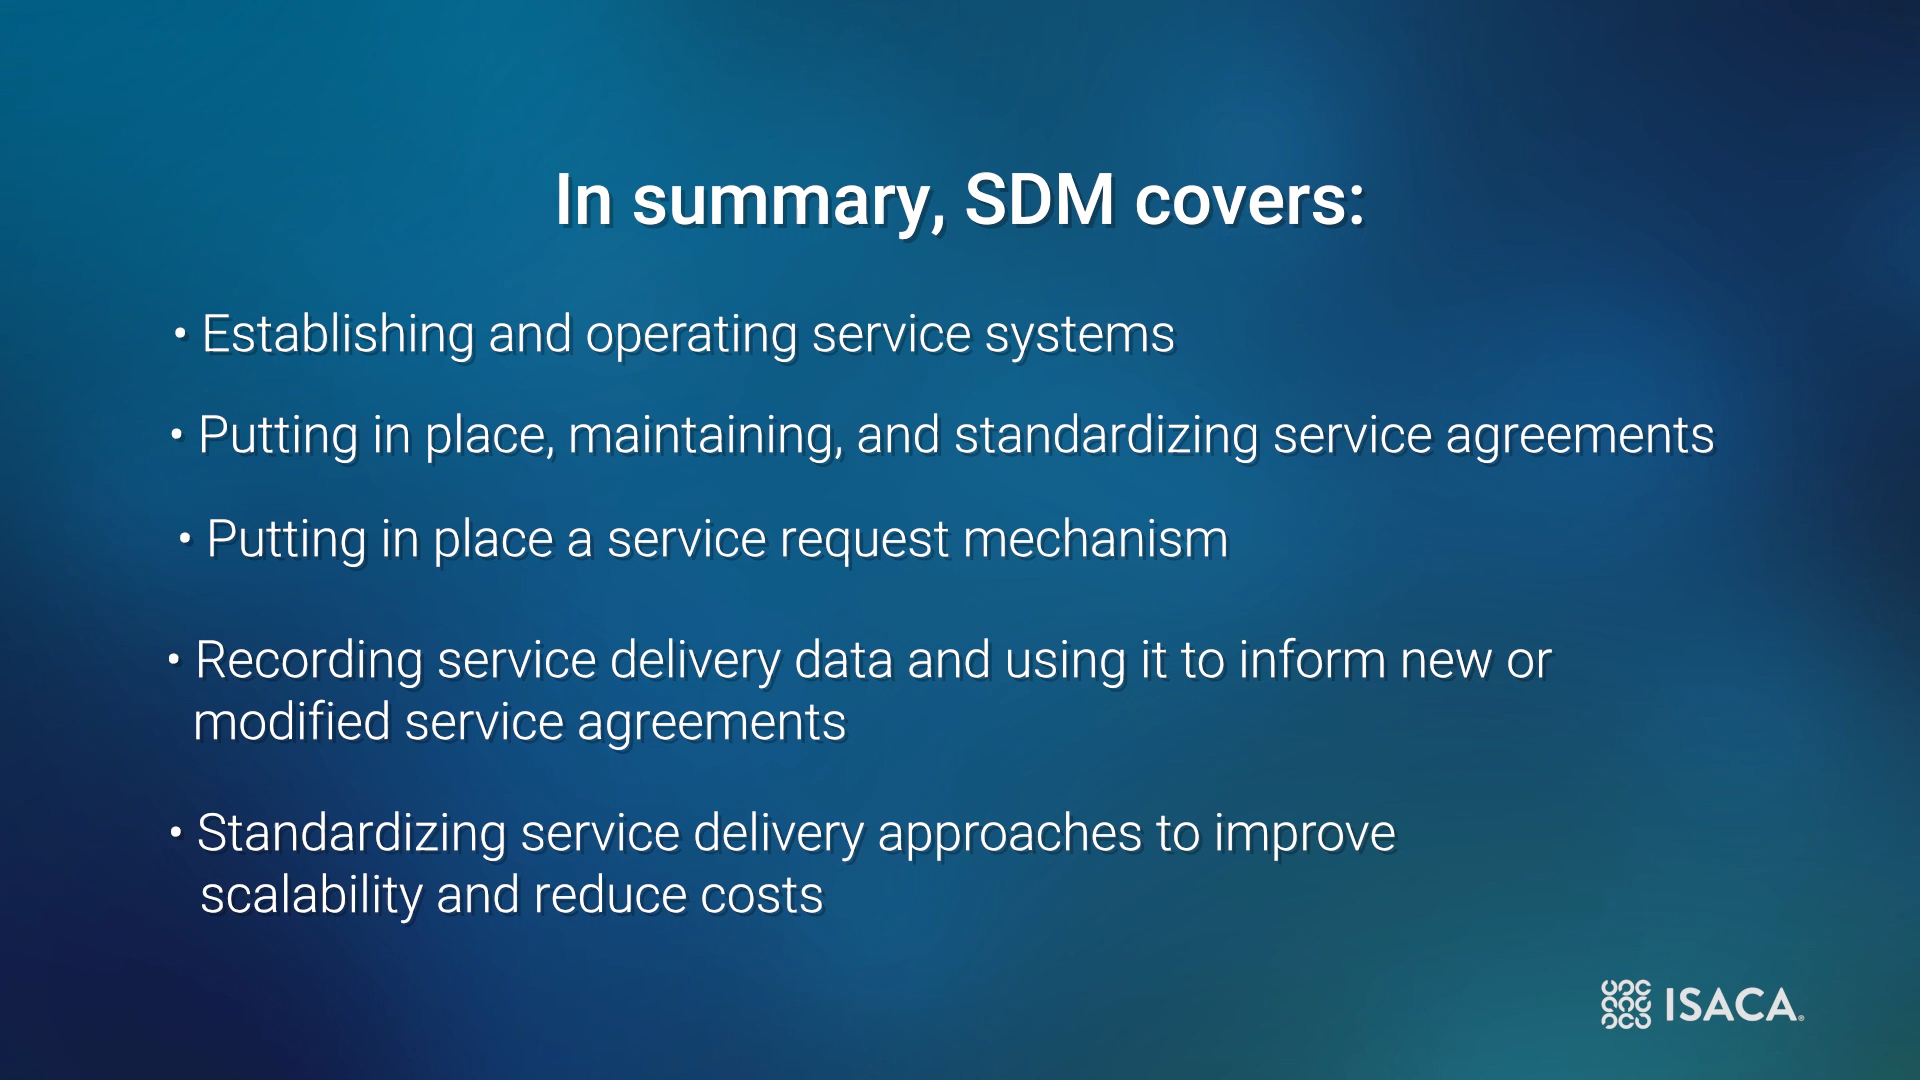 In summary, SDM covers:
• Establishing and operating service systems
• Putting in place, maintaining, and standardizing service agreements
• Putting in place a service request mechanism
• Recording service delivery data and using it to inform new or
modified service agreements
• Standardizing service delivery approaches to improve
scalability and reduce costs
ISACA®